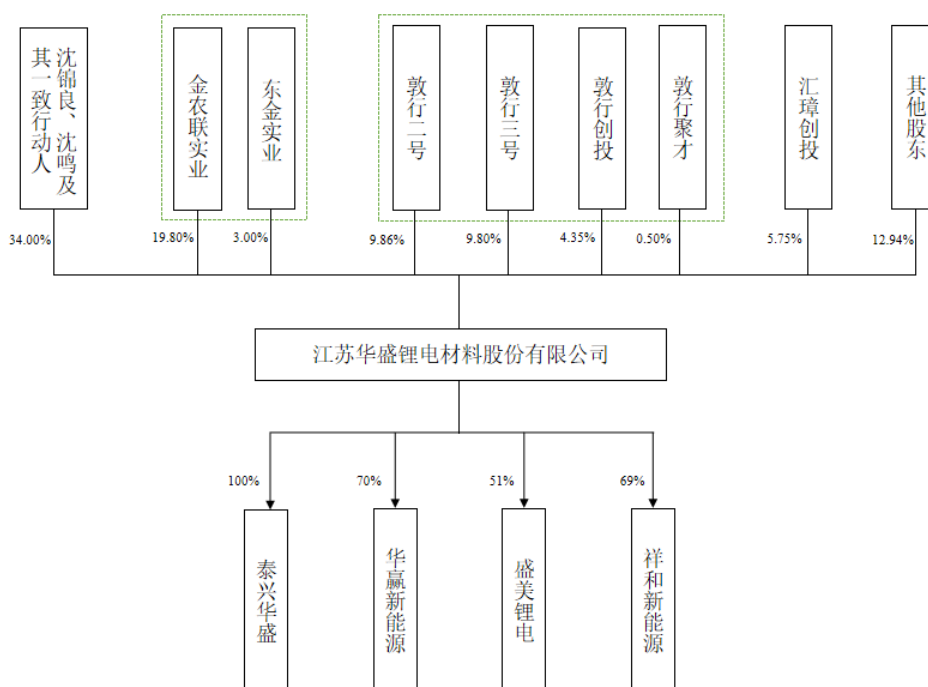 沈锦良、沈鸣及
其一致行动人
金农联实业
东金实业
敦行二号
敦行三号
敦行创投
敦行聚才
汇璋创投
其他股东
34.00%
19.80%
3.00%
9.86%
9.80%
4.35%
0.50%
5.75%
12.94%
江苏华盛锂电材料股份有限公司
100%
70%
51%
69%
泰兴华盛
华赢新能源
盛美锂电
祥和新能源